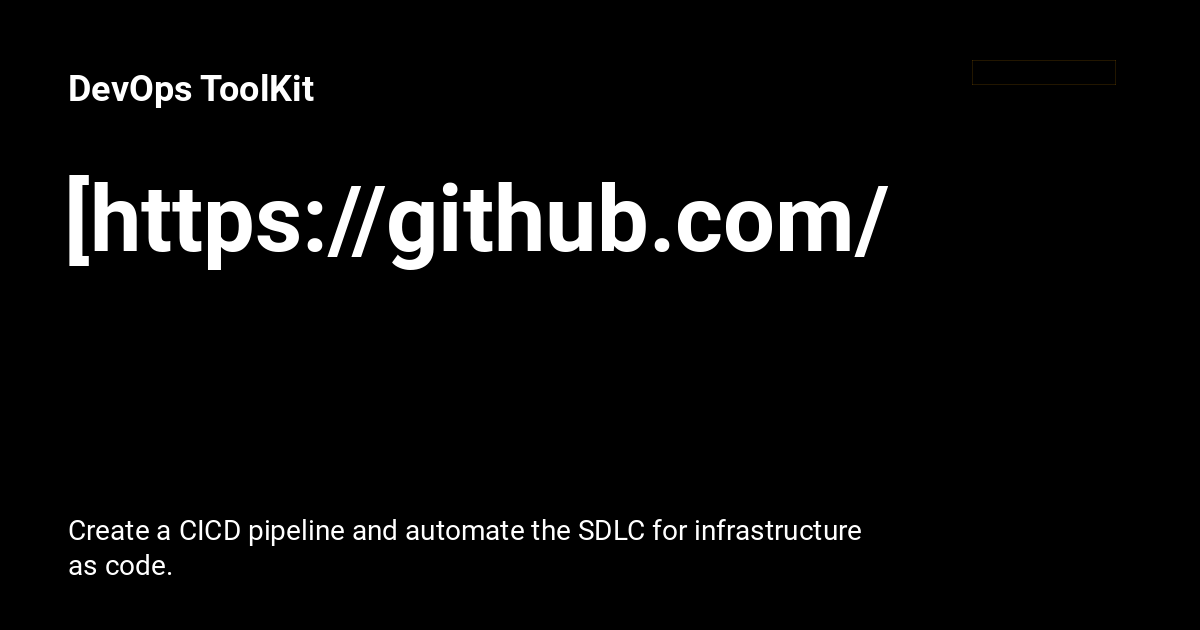 DevOps ToolKit
[https://github.com/
Create a CICD pipeline and automate the SDLC for infrastructure
as code.